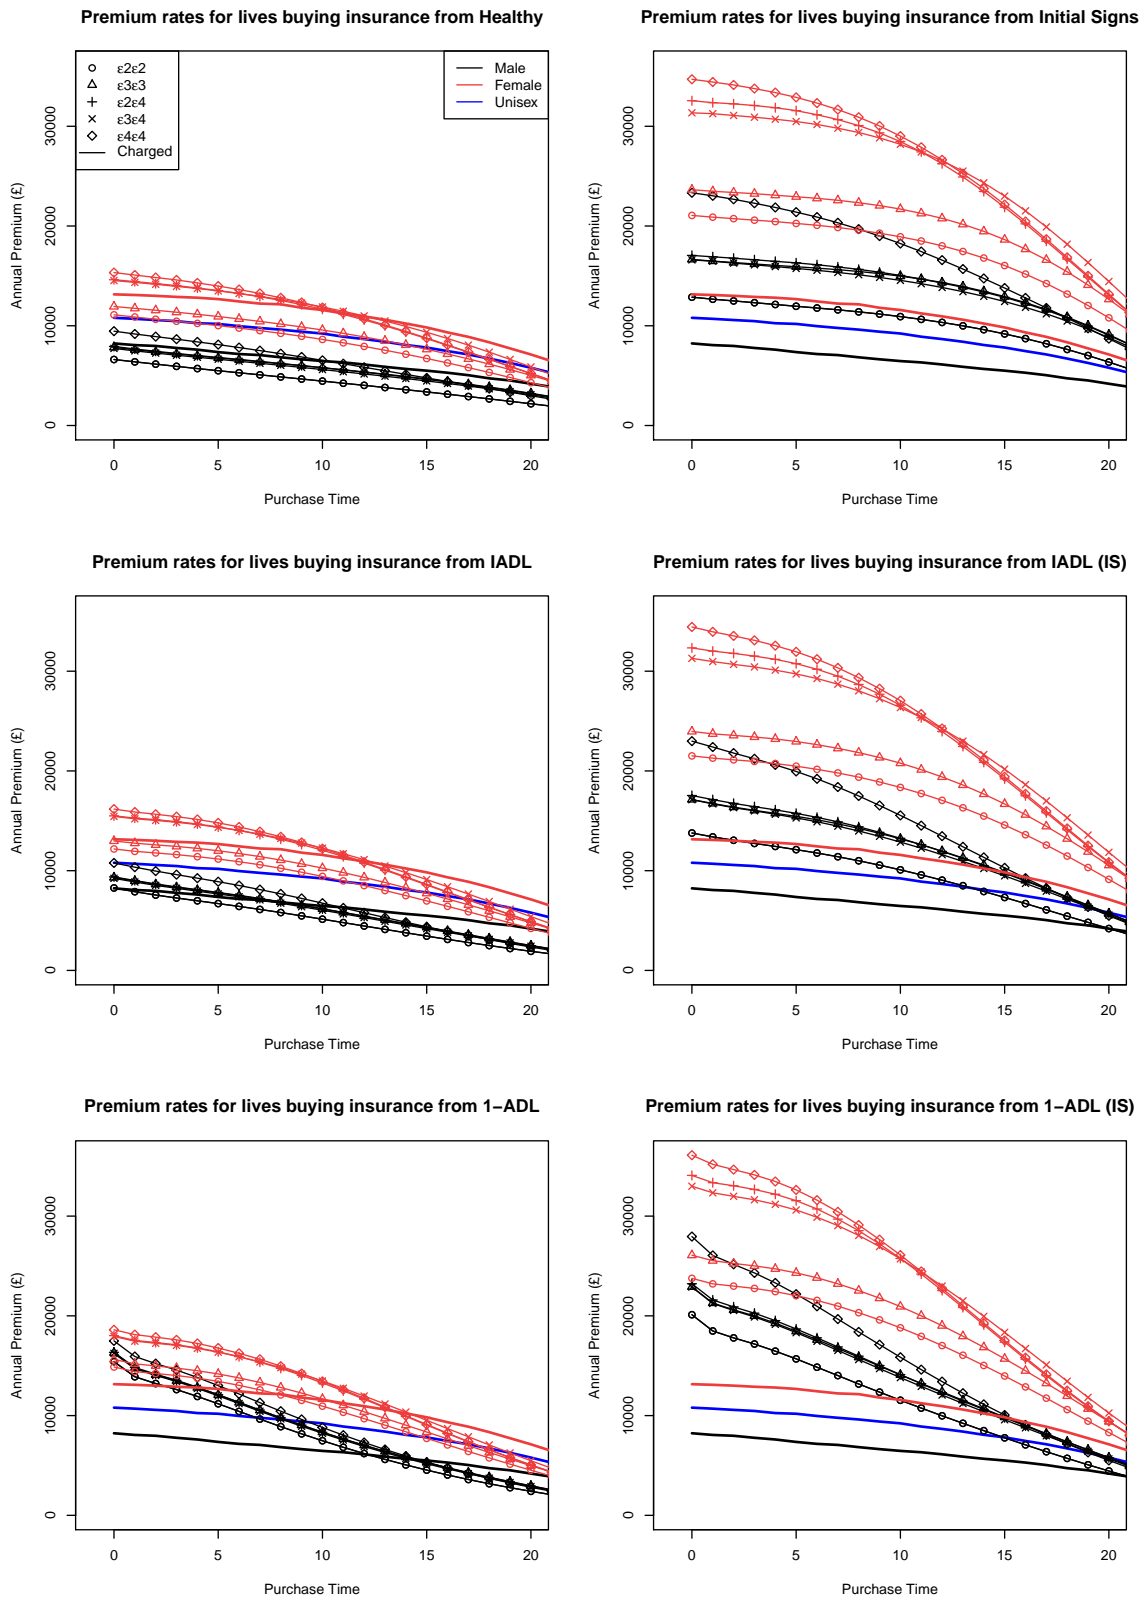 Premium rates for lives buying insurance from Healthy
Annual Premium (£)
0 10000 20000 30000
ε2ε2
ε3ε3
ε2ε4
ε3ε4
ε4ε4
Charged
Male
Female
Unisex
0 5 10 15 20
Purchase Time
Premium rates for lives buying insurance from Initial Signs
Annual Premium (£)
0 10000 20000 30000
0 5 10 15 20
Purchase Time
Premium rates for lives buying insurance from IADL
Annual Premium (£)
0 10000 20000 30000
0 5 10 15 20
Purchase Time
Premium rates for lives buying insurance from IADL (IS)
Annual Premium (£)
0 10000 20000 30000
0 5 10 15 20
Purchase Time
Premium rates for lives buying insurance from 1−ADL
Annual Premium (£)
0 10000 20000 30000
0 5 10 15 20
Purchase Time
Premium rates for lives buying insurance from 1−ADL (IS)
Annual Premium (£)
0 10000 20000 30000
0 5 10 15 20
Purchase Time